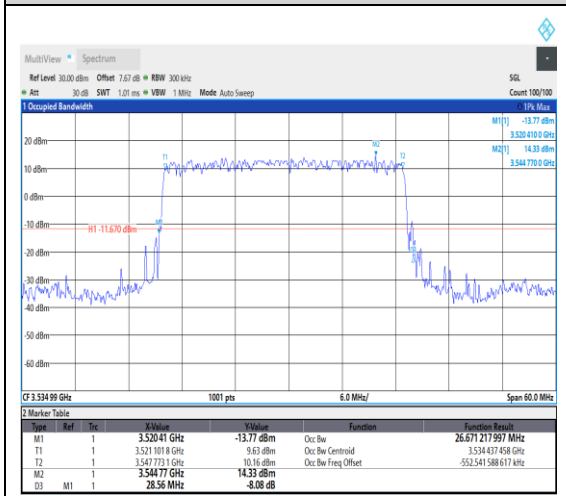 MultiView Spectrum
Ref Level 30.00 dBm Offset 7.67 dB RBW 300 kHz SGL
Att 30 dB SWT 1.01 ms VBW 1 MHz Mode Auto Sweep Count 100/100
1 Occupied Bandwidth 1Pk Max
M1[1] -13.77 dBm
3.520 410 0 GHz
M2[1] 14.33 dBm
3.544 770 0 GHz
20 dBm
T1 M2 T2
10 dBm
0 dBm
-10 dBm
M1
H1 -11.670 dBm
-20 dBm
-30 dBm
-40 dBm
-50 dBm
-60 dBm
CF 3.534 99 GHz 1001 pts 6.0 MHz/ Span 60.0 MHz
2 Marker Table
Type Ref Trc X-Value Y-Value Function Function Result
M1 1 3.52041 GHz -13.77 dBm Occ Bw 26.671 217 997 MHz
T1 1 3.521 101 8 GHz 9.63 dBm Occ Bw Centroid 3.534 437 458 GHz
T2 1 3.547 773 1 GHz 10.16 dBm Occ Bw Freq Offset -552.541 588 617 kHz
M2 1 3.54477 GHz 14.33 dBm
D3 M1 1 28.56 MHz -8.08 dB